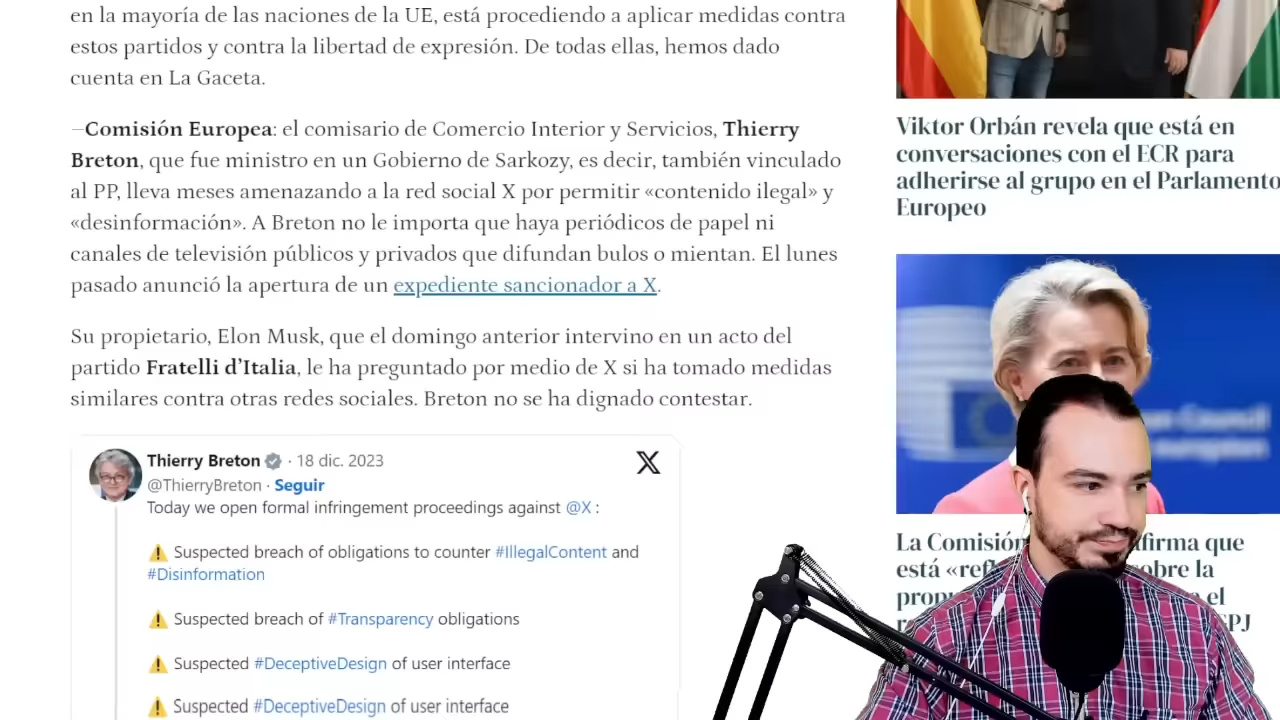 en la mayoría de las naciones de la UE, está procediendo a aplicar medidas contra
estos partidos y contra la libertad de expresión. De todas ellas, hemos dado
cuenta en La Gaceta.
—Comisión Europea: el comisario de Comercio Interior y Servicios, Thierry
Breton, que fue ministro en un Gobierno de Sarkozy, es decir, también vinculado
al PP, lleva meses amenazando a la red social X por permitir «contenido ilegal» y
«desinformación». A Breton no le importa que haya periódicos de papel ni
canales de televisión públicos y privados que difundan bulos o mientan. El lunes
pasado anunció la apertura de un expediente sancionador a X.
Su propietario, Elon Musk, que el domingo anterior intervino en un acto del
partido Fratelli d’Italia, le ha preguntado por medio de X si ha tomado medidas
similares contra otras redes sociales. Breton no se ha dignado contestar.
Thierry Breton · 18 dic. 2023
@ThierryBreton · Seguir
Today we open formal infringement proceedings against @X :
⚠️ Suspected breach of obligations to counter #IllegalContent and
#Disinformation
⚠️ Suspected breach of #Transparency obligations
⚠️ Suspected #DeceptiveDesign of user interface
⚠️ Suspected #DeceptiveDesign of user interface
Viktor Orbán revela que está en
conversaciones con el ECR para
adherirse al grupo en el Parlamento
Europeo
Council
La Comisión firma que
está sobre la
el